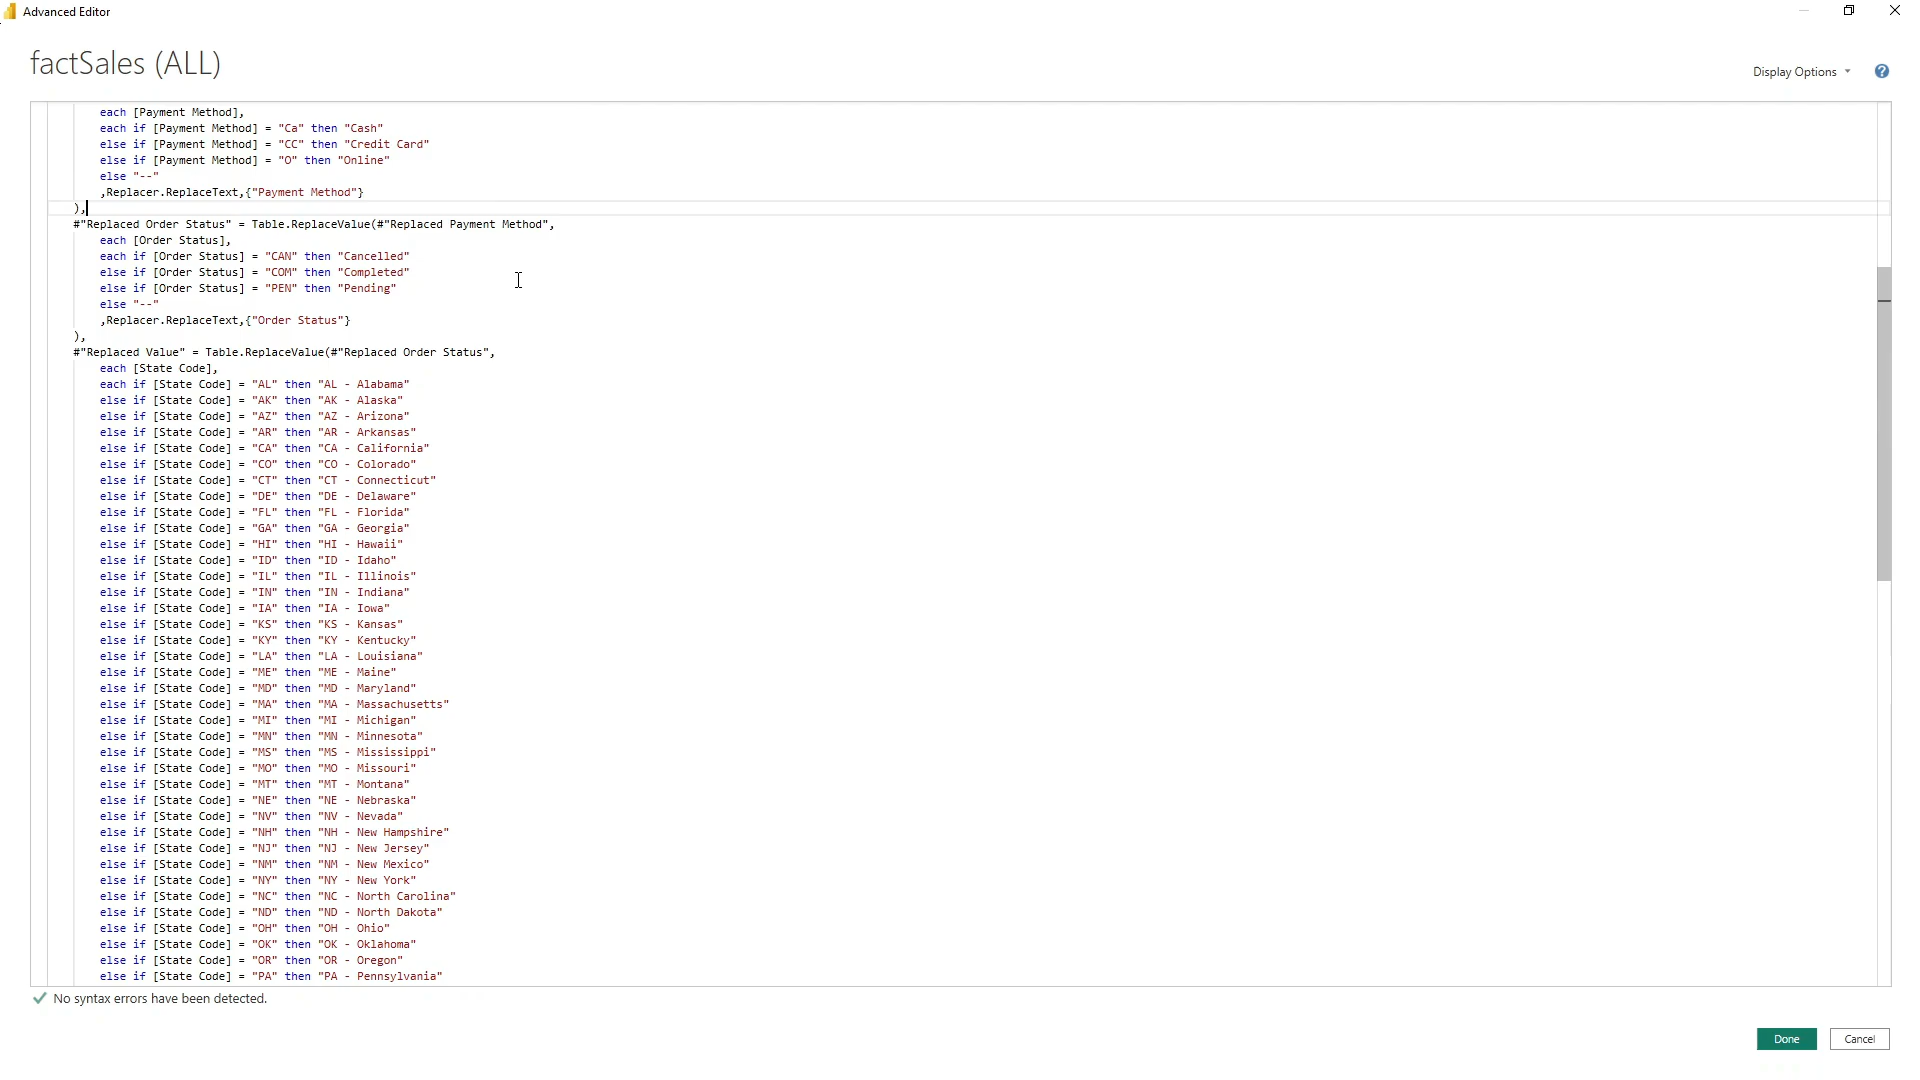 Advanced Editor
factSales (ALL)
Display Options
?
each [Payment Method],
each if [Payment Method] = "Ca" then "Cash"
else if [Payment Method] = "CC" then "Credit Card"
else if [Payment Method] = "O" then "Online"
else "--"
,Replacer.ReplaceText,{"Payment Method"}
),
#"Replaced Order Status" = Table.ReplaceValue(#"Replaced Payment Method",
each [Order Status],
each if [Order Status] = "CAN" then "Cancelled"
else if [Order Status] = "COM" then "Completed"
else if [Order Status] = "PEN" then "Pending"
else "--"
,Replacer.ReplaceText,{"Order Status"}
),
#"Replaced Value" = Table.ReplaceValue(#"Replaced Order Status",
each [State Code],
each if [State Code] = "AL" then "AL - Alabama"
else if [State Code] = "AK" then "AK - Alaska"
else if [State Code] = "AZ" then "AZ - Arizona"
else if [State Code] = "AR" then "AR - Arkansas"
else if [State Code] = "CA" then "CA - California"
else if [State Code] = "CO" then "CO - Colorado"
else if [State Code] = "CT" then "CT - Connecticut"
else if [State Code] = "DE" then "DE - Delaware"
else if [State Code] = "FL" then "FL - Florida"
else if [State Code] = "GA" then "GA - Georgia"
else if [State Code] = "HI" then "HI - Hawaii"
else if [State Code] = "ID" then "ID - Idaho"
else if [State Code] = "IL" then "IL - Illinois"
else if [State Code] = "IN" then "IN - Indiana"
else if [State Code] = "IA" then "IA - Iowa"
else if [State Code] = "KS" then "KS - Kansas"
else if [State Code] = "KY" then "KY - Kentucky"
else if [State Code] = "LA" then "LA - Louisiana"
else if [State Code] = "ME" then "ME - Maine"
else if [State Code] = "MD" then "MD - Maryland"
else if [State Code] = "MA" then "MA - Massachusetts"
else if [State Code] = "MI" then "MI - Michigan"
else if [State Code] = "MN" then "MN - Minnesota"
else if [State Code] = "MS" then "MS - Mississippi"
else if [State Code] = "MO" then "MO - Missouri"
else if [State Code] = "MT" then "MT - Montana"
else if [State Code] = "NE" then "NE - Nebraska"
else if [State Code] = "NV" then "NV - Nevada"
else if [State Code] = "NH" then "NH - New Hampshire"
else if [State Code] = "NJ" then "NJ - New Jersey"
else if [State Code] = "NM" then "NM - New Mexico"
else if [State Code] = "NY" then "NY - New York"
else if [State Code] = "NC" then "NC - North Carolina"
else if [State Code] = "ND" then "ND - North Dakota"
else if [State Code] = "OH" then "OH - Ohio"
else if [State Code] = "OK" then "OK - Oklahoma"
else if [State Code] = "OR" then "OR - Oregon"
else if [State Code] = "PA" then "PA - Pennsylvania"
No syntax errors have been detected.
Done
Cancel